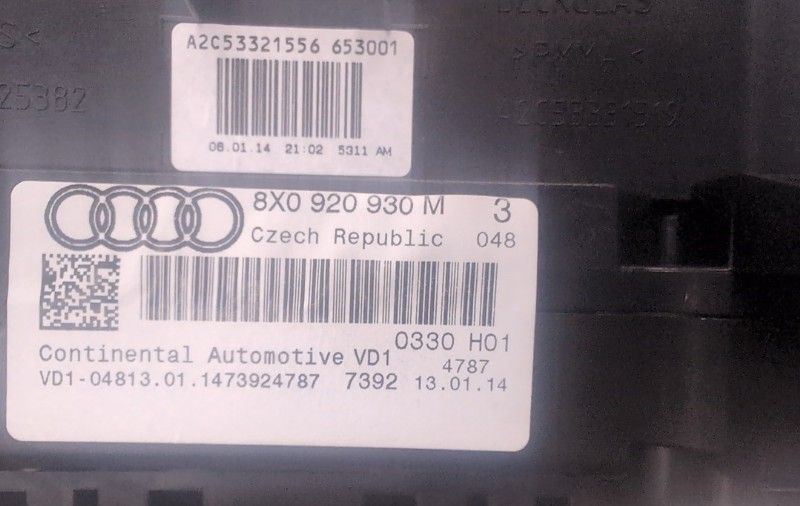 A2C53321556 653001
08.01.14 21:02 5311 AM
25382
8X0 920 930 M 3
Czech Republic 048
0330 H01
Continental Automotive VD1 4787
VD1-04813.01.1473924787 7392 13.01.14